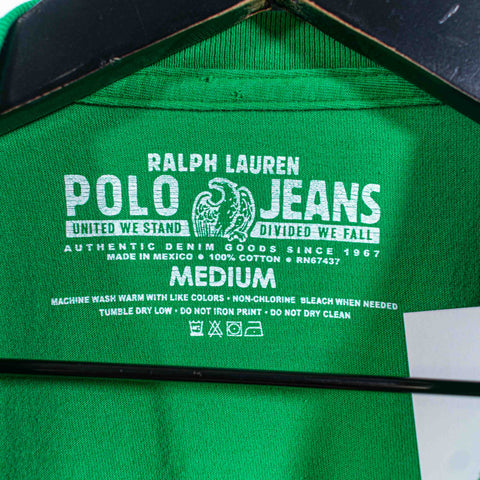 RALPH LAUREN
POLO JEANS
UNITED WE STAND DIVIDED WE FALL
AUTHENTIC DENIM GOODS SINCE 1967
MADE IN MEXICO • 100% COTTON • RN67437
MEDIUM
MACHINE WASH WARM WITH LIKE COLORS • NON-CHLORINE BLEACH WHEN NEEDED
TUMBLE DRY LOW • DO NOT IRON PRINT • DO NOT DRY CLEAN